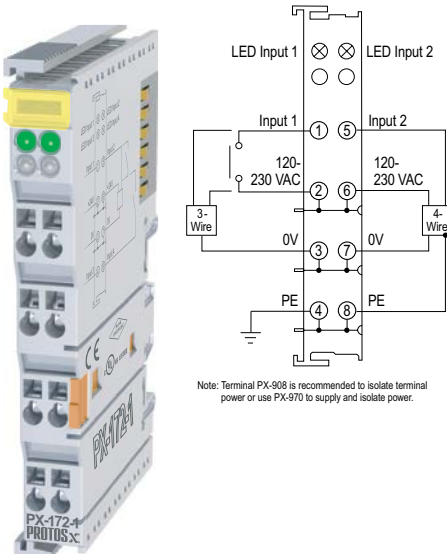 LED Input 1 LED Input 2
Input 1 1 5 Input 2
120-
230 VAC 2 6 120-
230 VAC
3-
Wire
4-
Wire
0V 3 7 0V
PE 4 8 PE
Note: Terminal PX-908 is recommended to isolate terminal
power or use PX-970 to supply and isolate power.
CE
PX-172-1
PX-172-1
PROTOS X